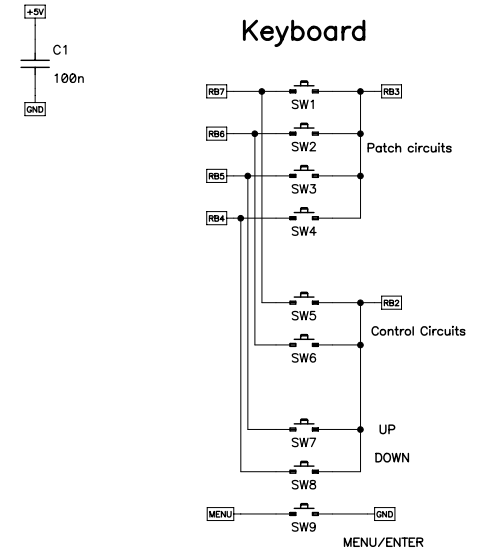 +5V
C1
100n
GND
Keyboard
RB7
SW1
RB3
RB6
SW2
Patch circuits
RB5
SW3
RB4
SW4
SW5
RB2
Control Circuits
SW6
SW7
UP
SW8
DOWN
MENU
SW9
GND
MENU/ENTER